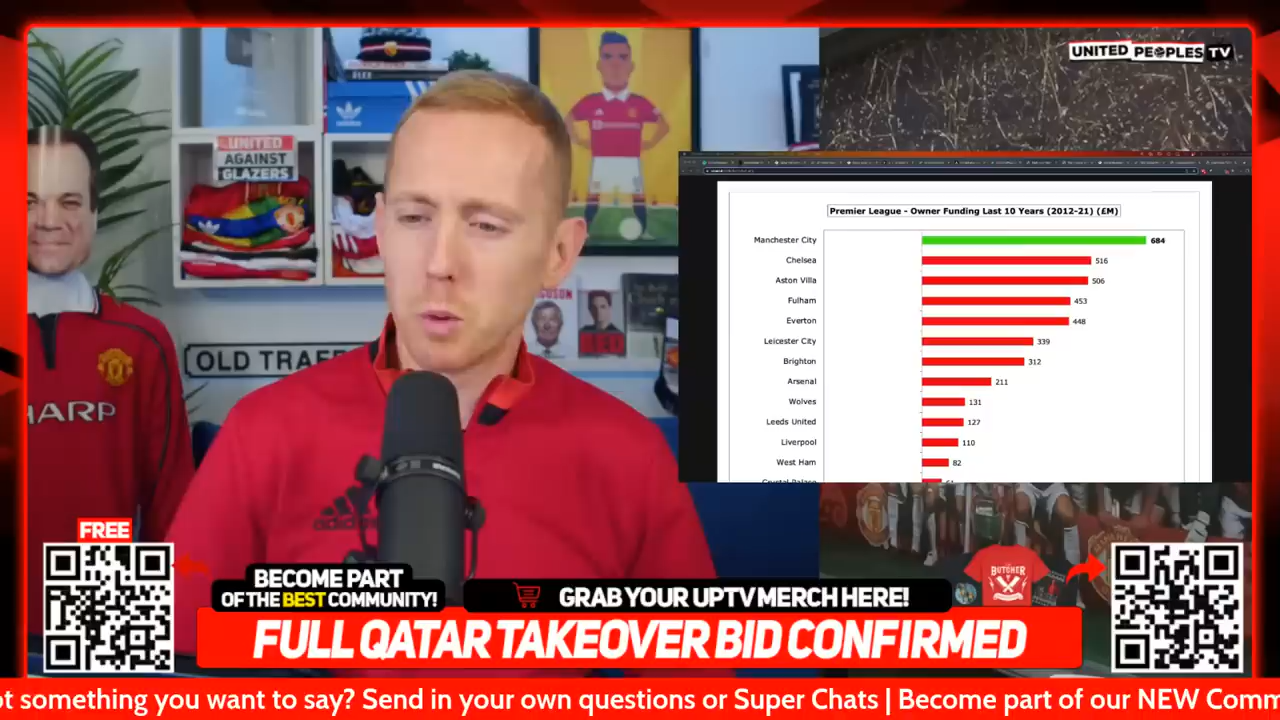 UNITED PEOPLES TV
UNITED
AGAINST
GLAZERS
OLD TRAFF
RED
HARP
Premier League - Owner Funding Last 10 Years (2012-21) (£M)
Manchester City 684
Chelsea 516
Aston Villa 506
Fulham 453
Everton 448
Leicester City 339
Brighton 312
Arsenal 211
Wolves 131
Leeds United 127
Liverpool 110
West Ham 82
FREE
BECOME PART
OF THE BEST COMMUNITY!
GRAB YOUR UPTV MERCH HERE!
BUTCHER
FULL QATAR TAKEOVER BID CONFIRMED
ot something you want to say? Send in your own questions or Super Chats | Become part of our NEW Comm